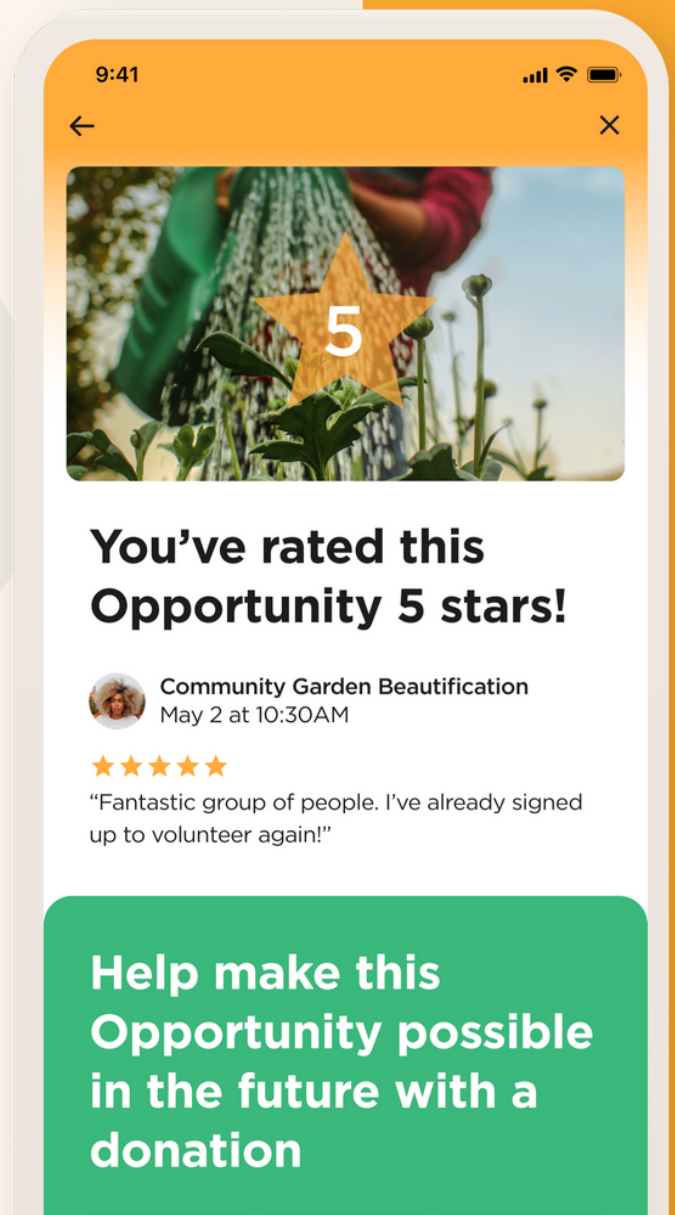 9:41
5
You’ve rated this
Opportunity 5 stars!
Community Garden Beautification
May 2 at 10:30AM
“Fantastic group of people. I’ve already signed
up to volunteer again!”
Help make this
Opportunity possible
in the future with a
donation